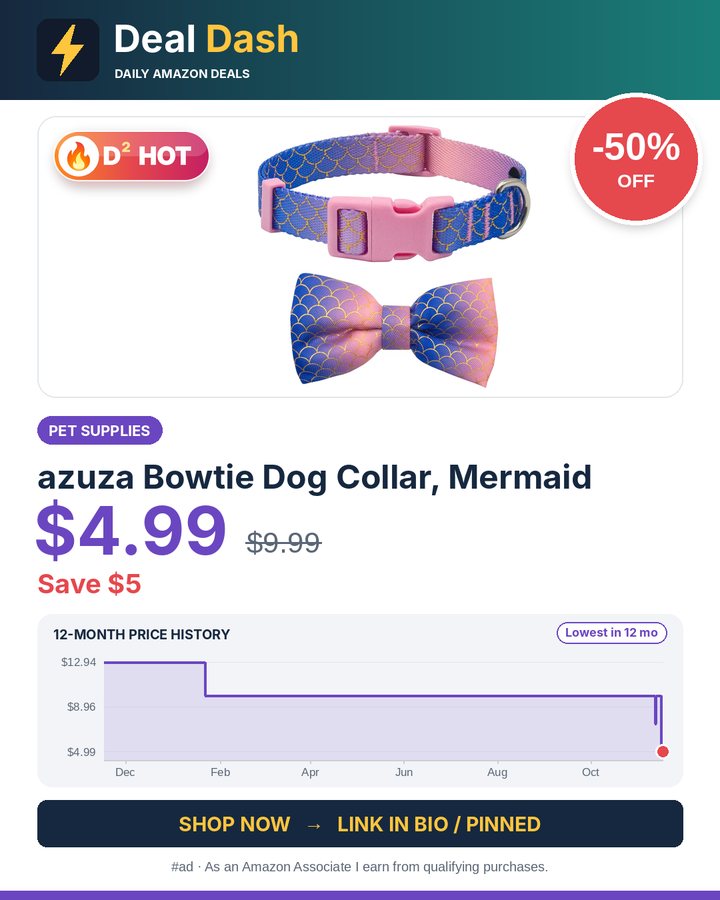 Deal Dash
DAILY AMAZON DEALS
D² HOT
-50%
OFF
PET SUPPLIES
azuza Bowtie Dog Collar, Mermaid
$4.99 $9.99
Save $5
12-MONTH PRICE HISTORY
Lowest in 12 mo
$12.94
$8.96
$4.99
Dec Feb Apr Jun Aug Oct
SHOP NOW → LINK IN BIO / PINNED
#ad · As an Amazon Associate I earn from qualifying purchases.